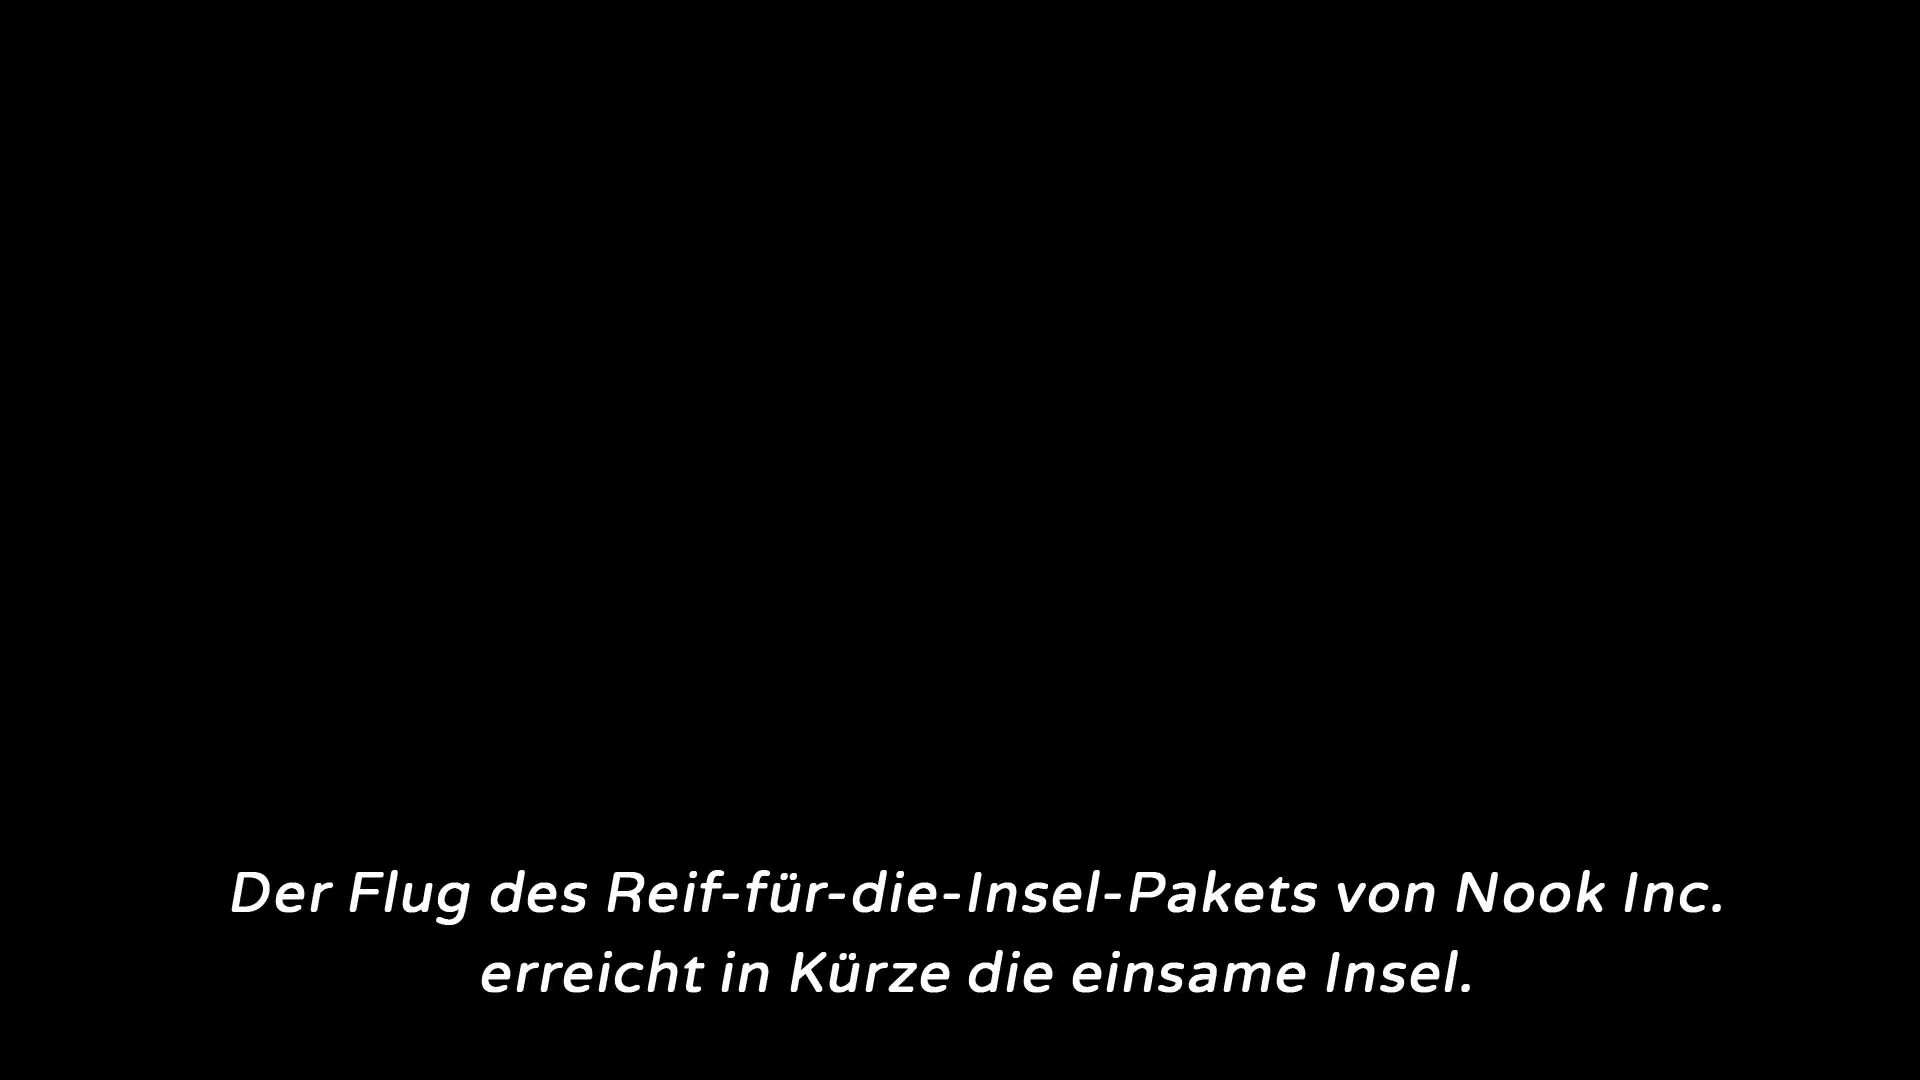 Der Flug des Reif-für-die-Insel-Pakets von Nook Inc.
erreicht in Kürze die einsame Insel.